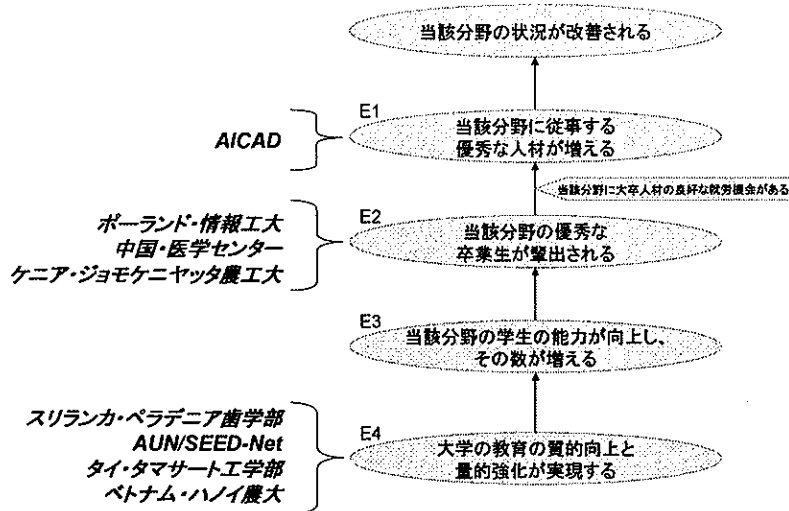 当該分野の状況が改善される
E1
AICAD
当該分野に従事する
優秀な人材が増える
当該分野に大卒人材の良好な就労機会がある
E2
ポーランド・情報工大
中国・医学センター
ケニア・ジョモケニヤッタ農工大
当該分野の優秀な
卒業生が輩出される
E3
当該分野の学生の能力が向上し、
その数が増える
E4
スリランカ・ペラデニア歯学部
AUN/SEED-Net
タイ・タマサート工学部
ベトナム・ハノイ農大
大学の教育の質的向上と
量的強化が実現する